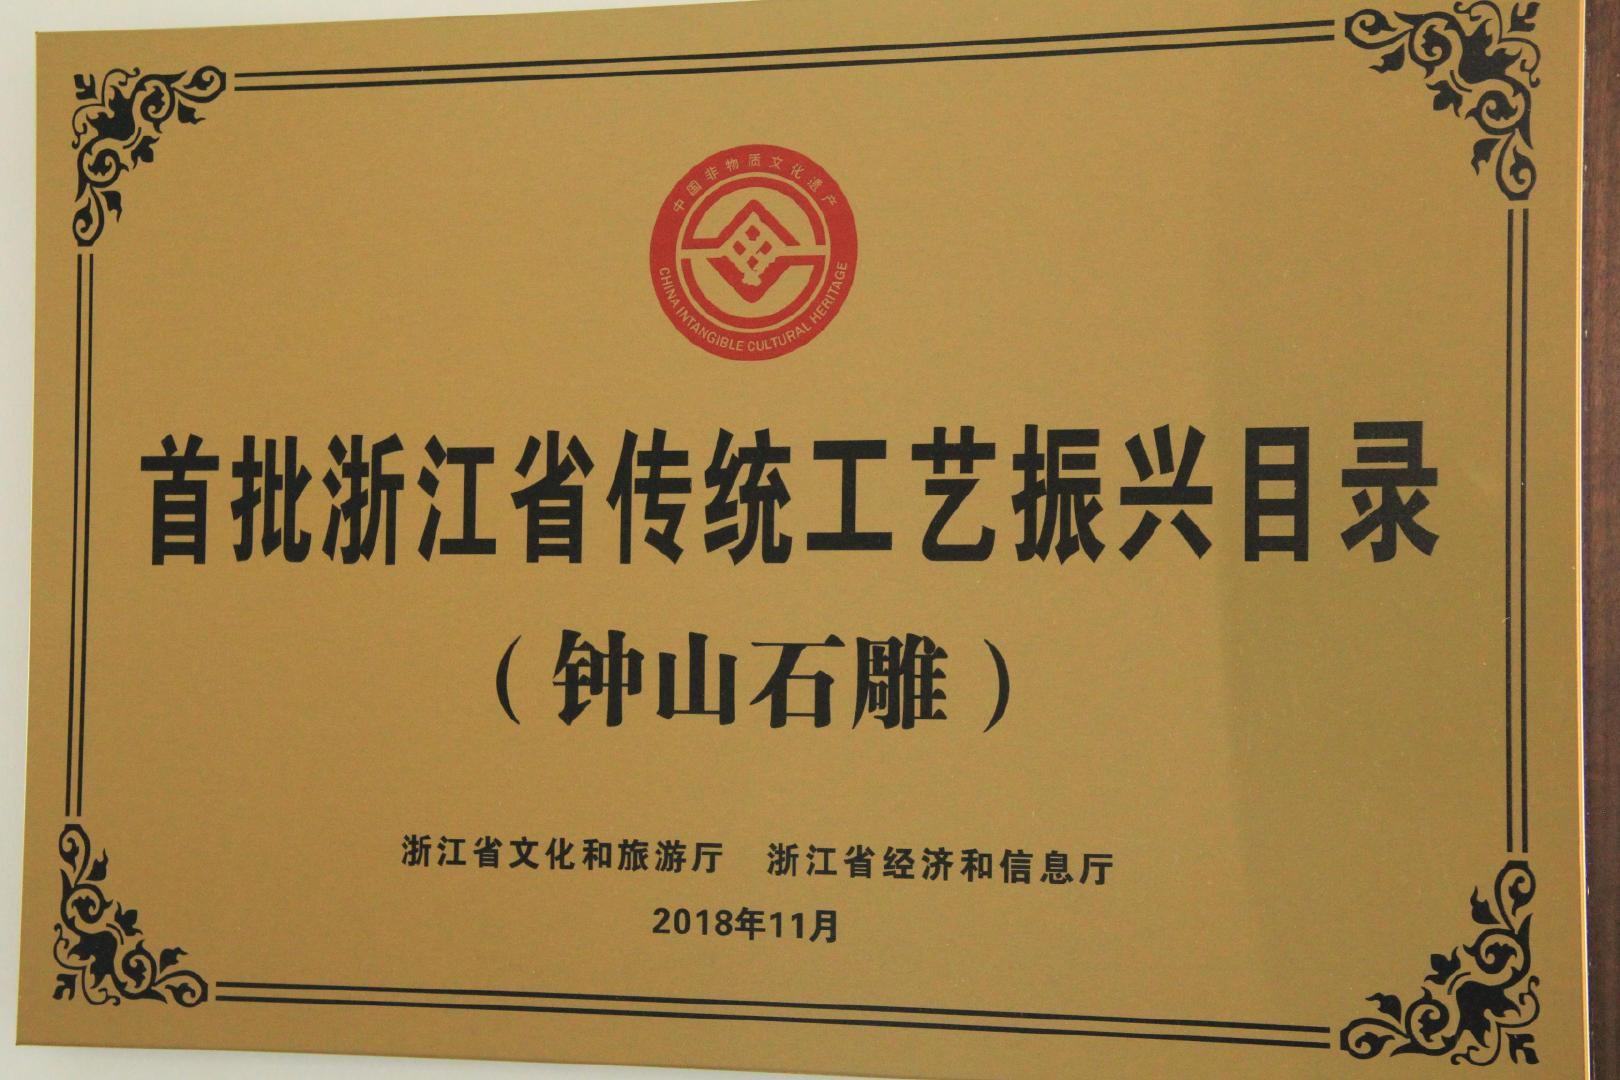 中国非物质文化遗产
CHINA INTANGIBLE CULTURAL HERITAGE
首批浙江省传统工艺振兴目录
（钟山石雕）
浙江省文化和旅游厅 浙江省经济和信息厅
2018年11月